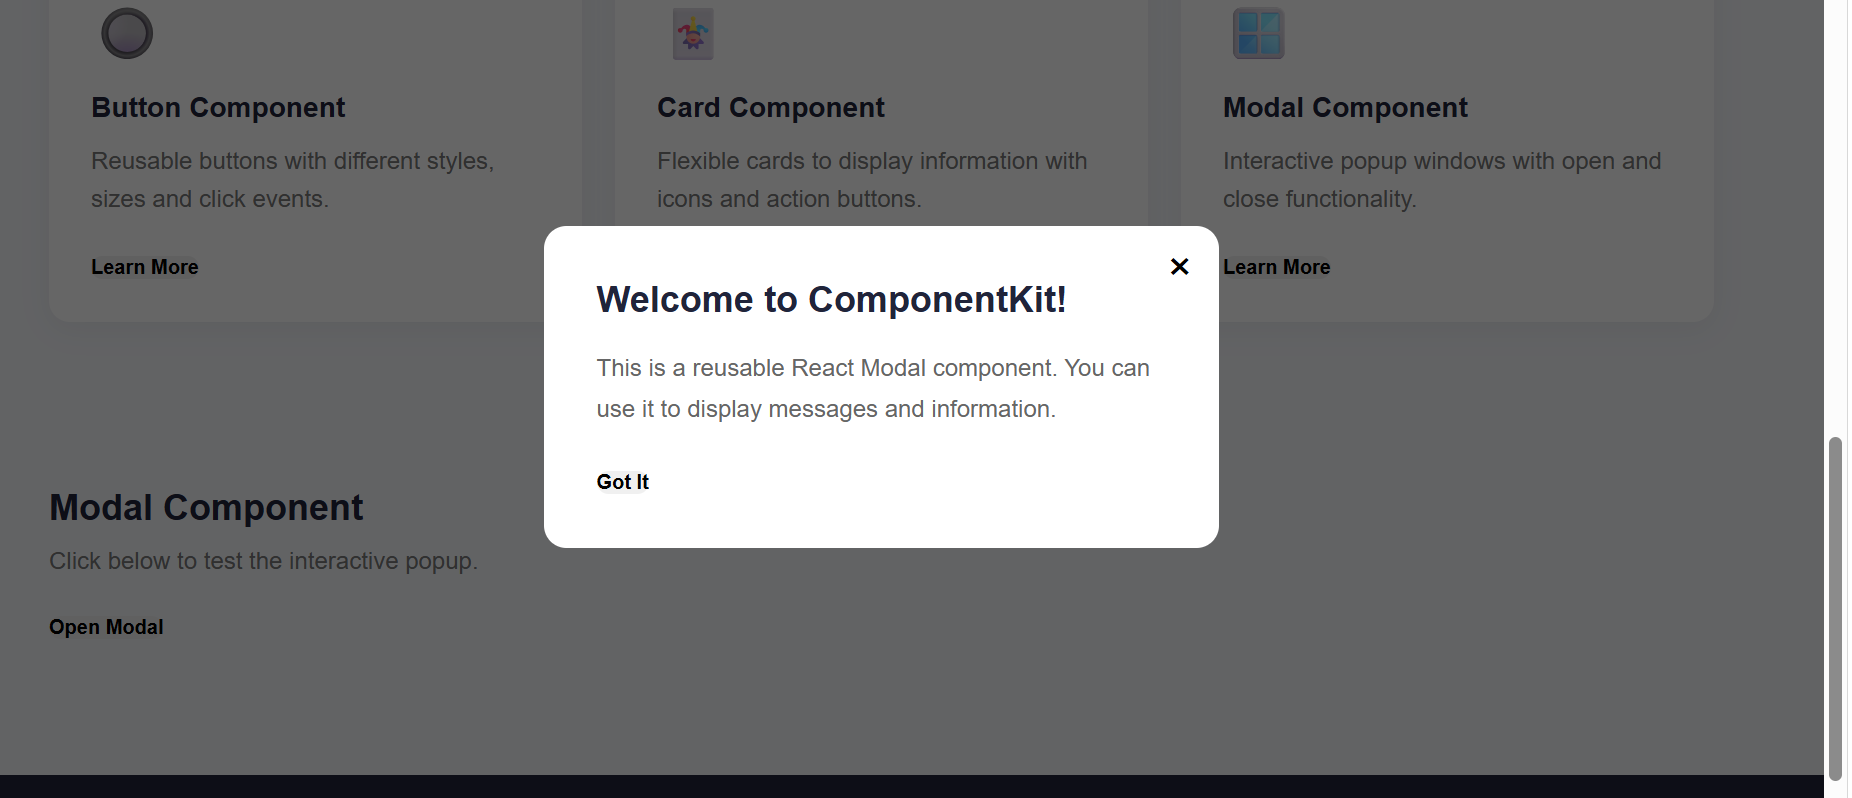 Button Component
Reusable buttons with different styles,
sizes and click events.
Learn More
Card Component
Flexible cards to display information with
icons and action buttons.
Modal Component
Interactive popup windows with open and
close functionality.
Learn More
✕
Welcome to ComponentKit!
This is a reusable React Modal component. You can
use it to display messages and information.
Got It
Modal Component
Click below to test the interactive popup.
Open Modal